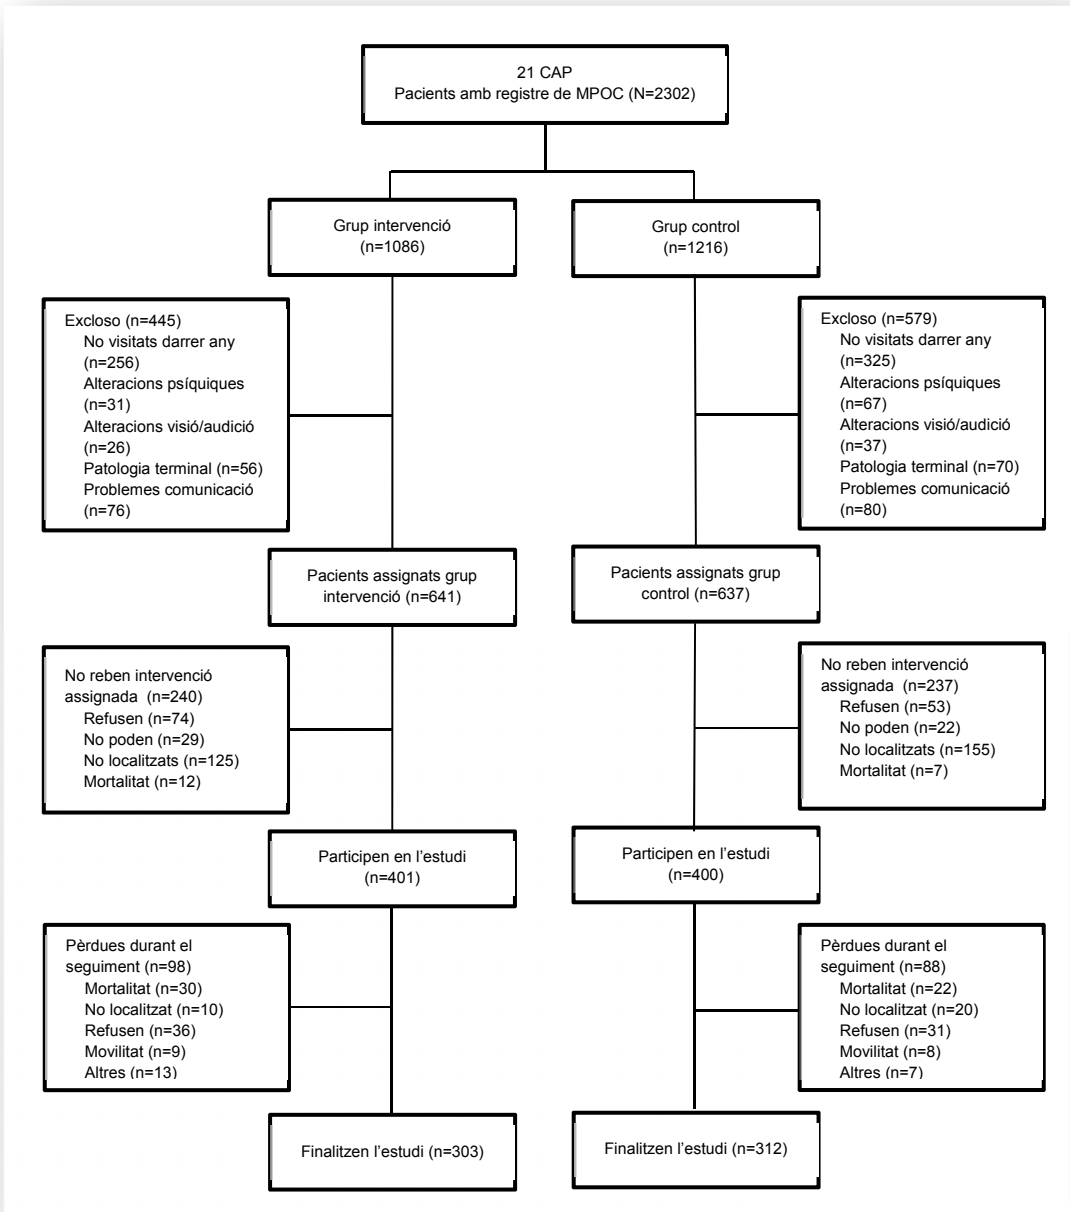 21 CAP
Pacients amb registre de MPOC (N=2302)
Grup intervenció
(n=1086)
Grup control
(n=1216)
Excloso (n=445)
No visitats darrer any
(n=256)
Alteracions psíquiques
(n=31)
Alteracions visió/audició
(n=26)
Patologia terminal (n=56)
Problemes comunicació
(n=76)
Excloso (n=579)
No visitats darrer any
(n=325)
Alteracions psíquiques
(n=67)
Alteracions visió/audició
(n=37)
Patologia terminal (n=70)
Problemes comunicació
(n=80)
Pacients assignats grup
intervenció (n=641)
Pacients assignats grup
control (n=637)
No reben intervenció
assignada (n=240)
Refusen (n=74)
No poden (n=29)
No localitzats (n=125)
Mortalitat (n=12)
No reben intervenció
assignada (n=237)
Refusen (n=53)
No poden (n=22)
No localitzats (n=155)
Mortalitat (n=7)
Participen en l’estudi
(n=401)
Participen en l’estudi
(n=400)
Pèrdues durant el
seguiment (n=98)
Mortalitat (n=30)
No localitzat (n=10)
Refusen (n=36)
Movilitat (n=9)
Altres (n=13)
Pèrdues durant el
seguiment (n=88)
Mortalitat (n=22)
No localitzat (n=20)
Refusen (n=31)
Movilitat (n=8)
Altres (n=7)
Finalitzen l’estudi (n=303)
Finalitzen l’estudi (n=312)